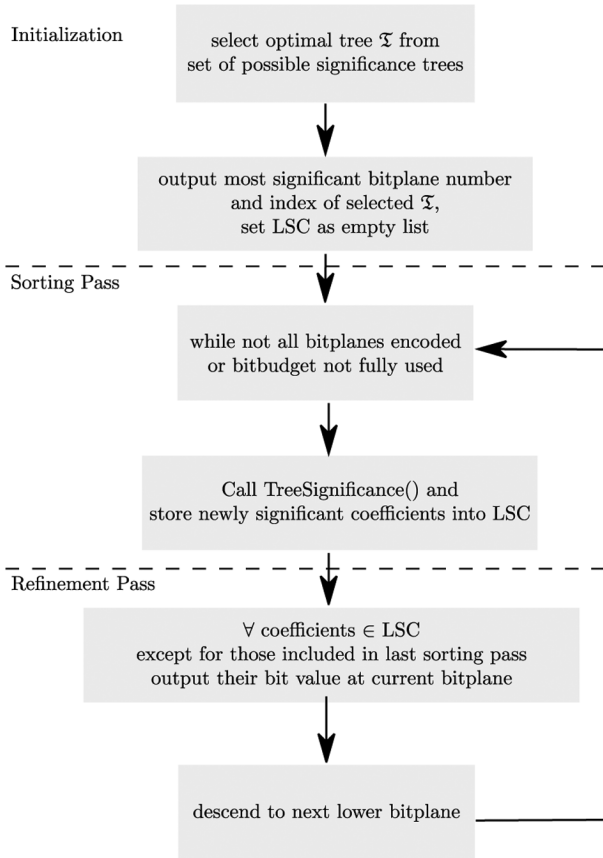 Initialization
select optimal tree 𝔗 from
set of possible significance trees
output most significant bitplane number
and index of selected 𝔗,
set LSC as empty list
Sorting Pass
while not all bitplanes encoded
or bitbudget not fully used
Call TreeSignificance() and
store newly significant coefficients into LSC
Refinement Pass
∀ coefficients ∈ LSC
except for those included in last sorting pass
output their bit value at current bitplane
descend to next lower bitplane